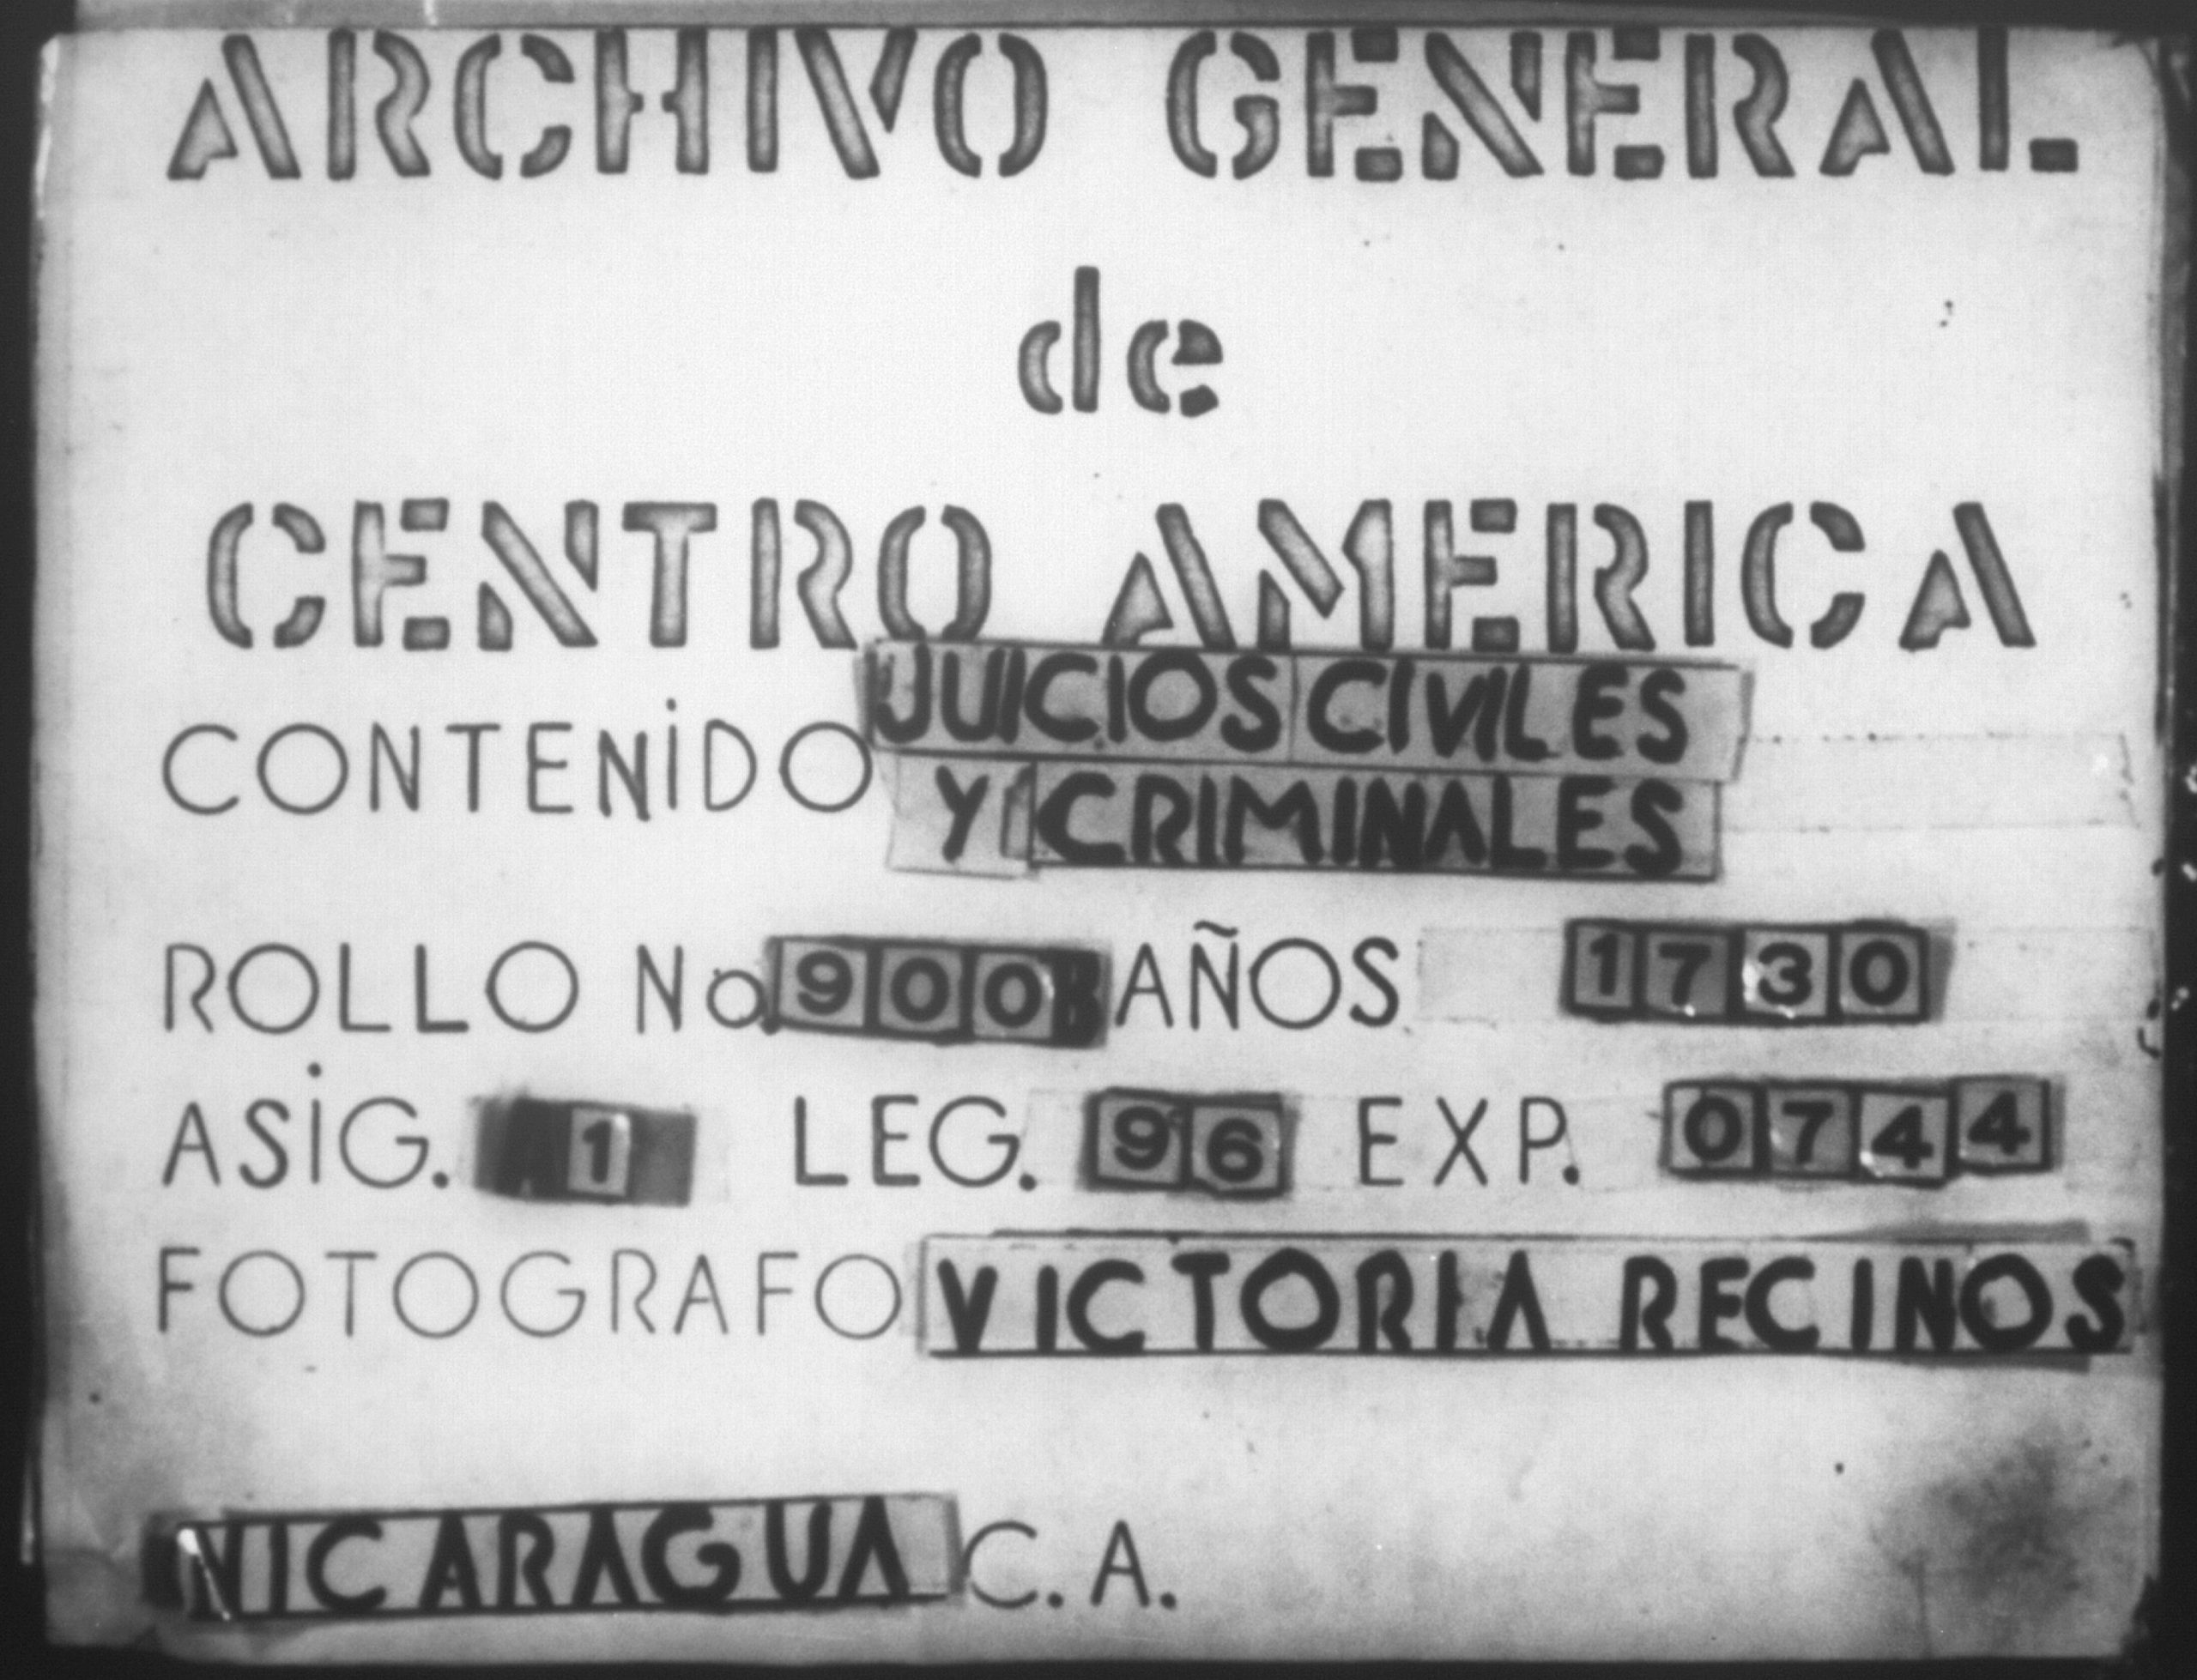 ARCHIVO GENERAL
de
CENTRO AMERICA
CONTENIDO JUICIOS CIVILES
Y CRIMINALES
ROLLO No 900 AÑOS 1730
ASIG. 1 LEG. 96 EXP. 0744
FOTOGRAFO VICTORIA RECINOS
NICARAGUA C.A.